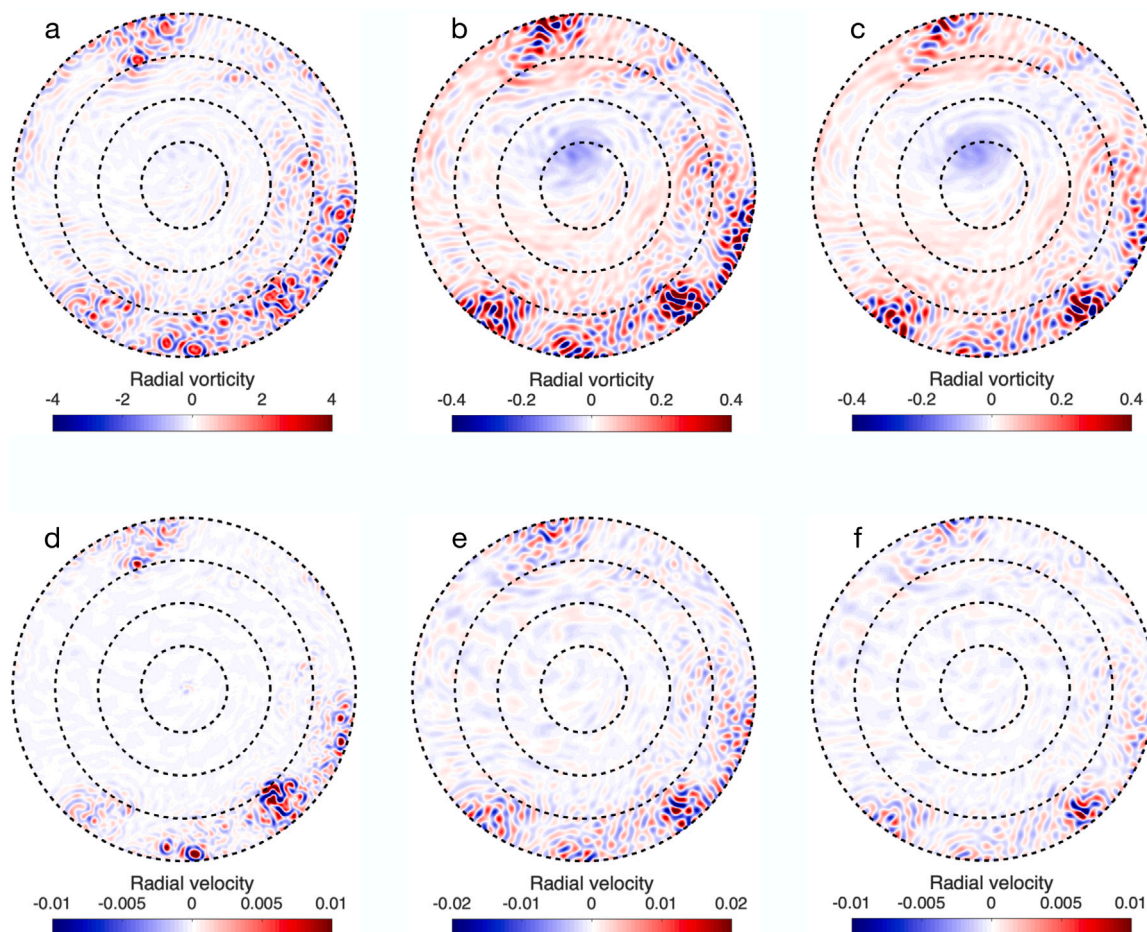 a b c
Radial vorticity Radial vorticity Radial vorticity
-4 -2 0 2 4 -0.4 -0.2 0 0.2 0.4 -0.4 -0.2 0 0.2 0.4
d e f
Radial velocity Radial velocity Radial velocity
-0.01 -0.005 0 0.005 0.01 -0.02 -0.01 0 0.01 0.02 -0.01 -0.005 0 0.005 0.01